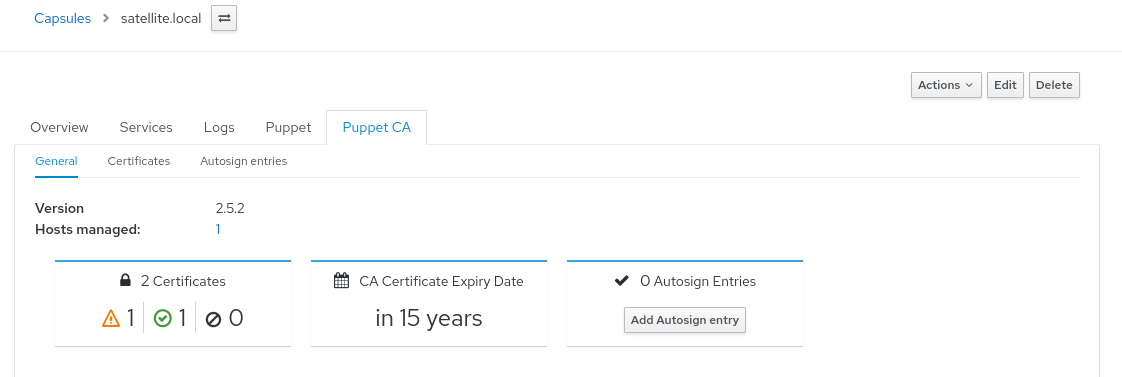 Capsules > satellite.local
Actions Edit Delete
Overview Services Logs Puppet Puppet CA
General Certificates Autosign entries
Version 2.5.2
Hosts managed: 1
2 Certificates
1 1 0
CA Certificate Expiry Date
in 15 years
0 Autosign Entries
Add Autosign entry